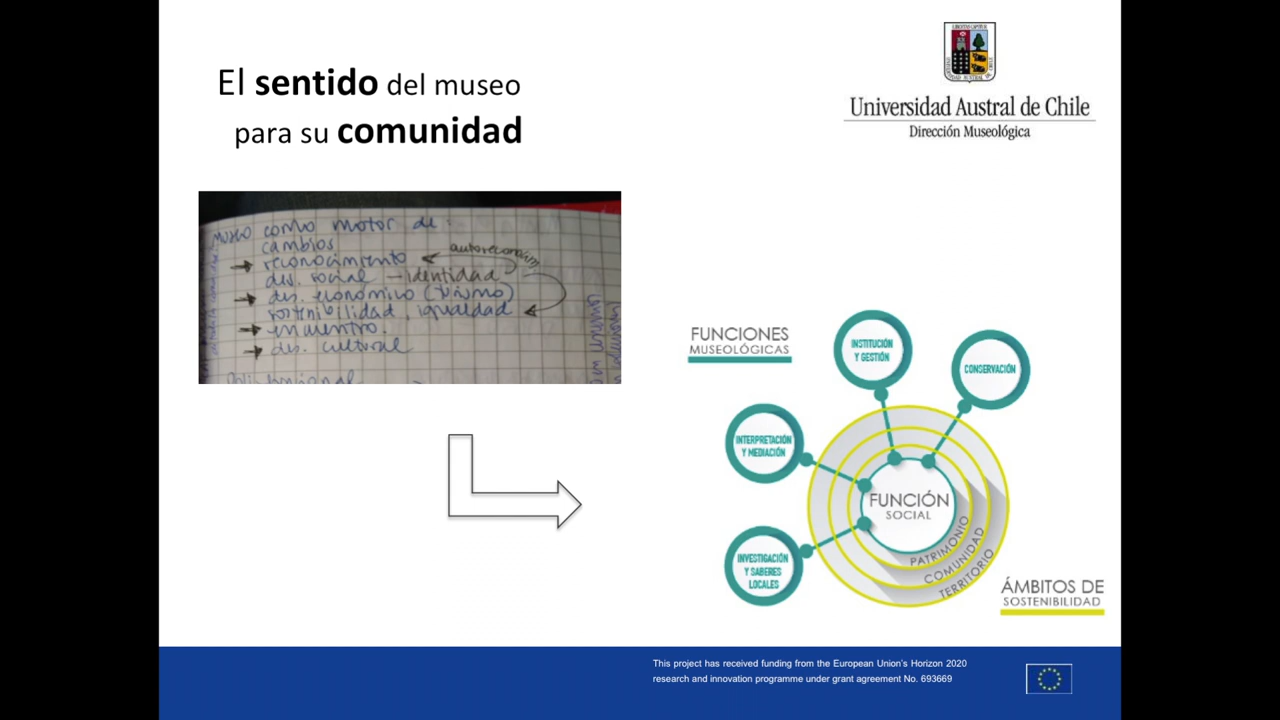 El sentido del museo
para su comunidad
Universidad Austral de Chile
Dirección Museológica
museo como motor de:
cambios
reconocimiento
des. social – identidad
des. económico (turismo)
sostenibilidad, igualdad
encuentro.
des. cultural
FUNCIONES
MUSEOLÓGICAS
INSTITUCIÓN
Y GESTIÓN
CONSERVACIÓN
INTERPRETACIÓN
Y MEDIACIÓN
INVESTIGACIÓN
Y SABERES
LOCALES
FUNCIÓN
SOCIAL
PATRIMONIO
COMUNIDAD
TERRITORIO
ÁMBITOS DE
SOSTENIBILIDAD
This project has received funding from the European Union's Horizon 2020
research and innovation programme under grant agreement No. 693669